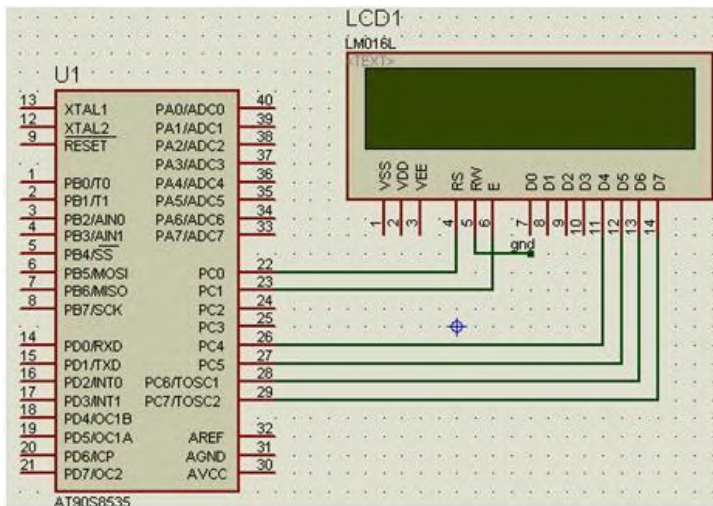 LCD1
LM016L
<TEXT>
U1
13 XTAL1 PA0/ADC0 40
12 XTAL2 PA1/ADC1 39
9 RESET PA2/ADC2 38
PA3/ADC3 37
1 PB0/T0 PA4/ADC4 36
2 PB1/T1 PA5/ADC5 35
3 PB2/AIN0 PA6/ADC6 34
4 PB3/AIN1 PA7/ADC7 33
5 PB4/SS
6 PB5/MOSI PC0 22
7 PB6/MISO PC1 23
8 PB7/SCK PC2 24
PC3 25
14 PD0/RXD PC4 26
15 PD1/TXD PC5 27
16 PD2/INT0 PC6/TOSC1 28
17 PD3/INT1 PC7/TOSC2 29
18 PD4/OC1B
19 PD5/OC1A AREF 32
20 PD6/ICP AGND 31
21 PD7/OC2 AVCC 30
AT90S8535
VSS VDD VEE RS RW E D0 D1 D2 D3 D4 D5 D6 D7
1 2 3 4 5 6 7 8 9 10 11 12 13 14
gnd